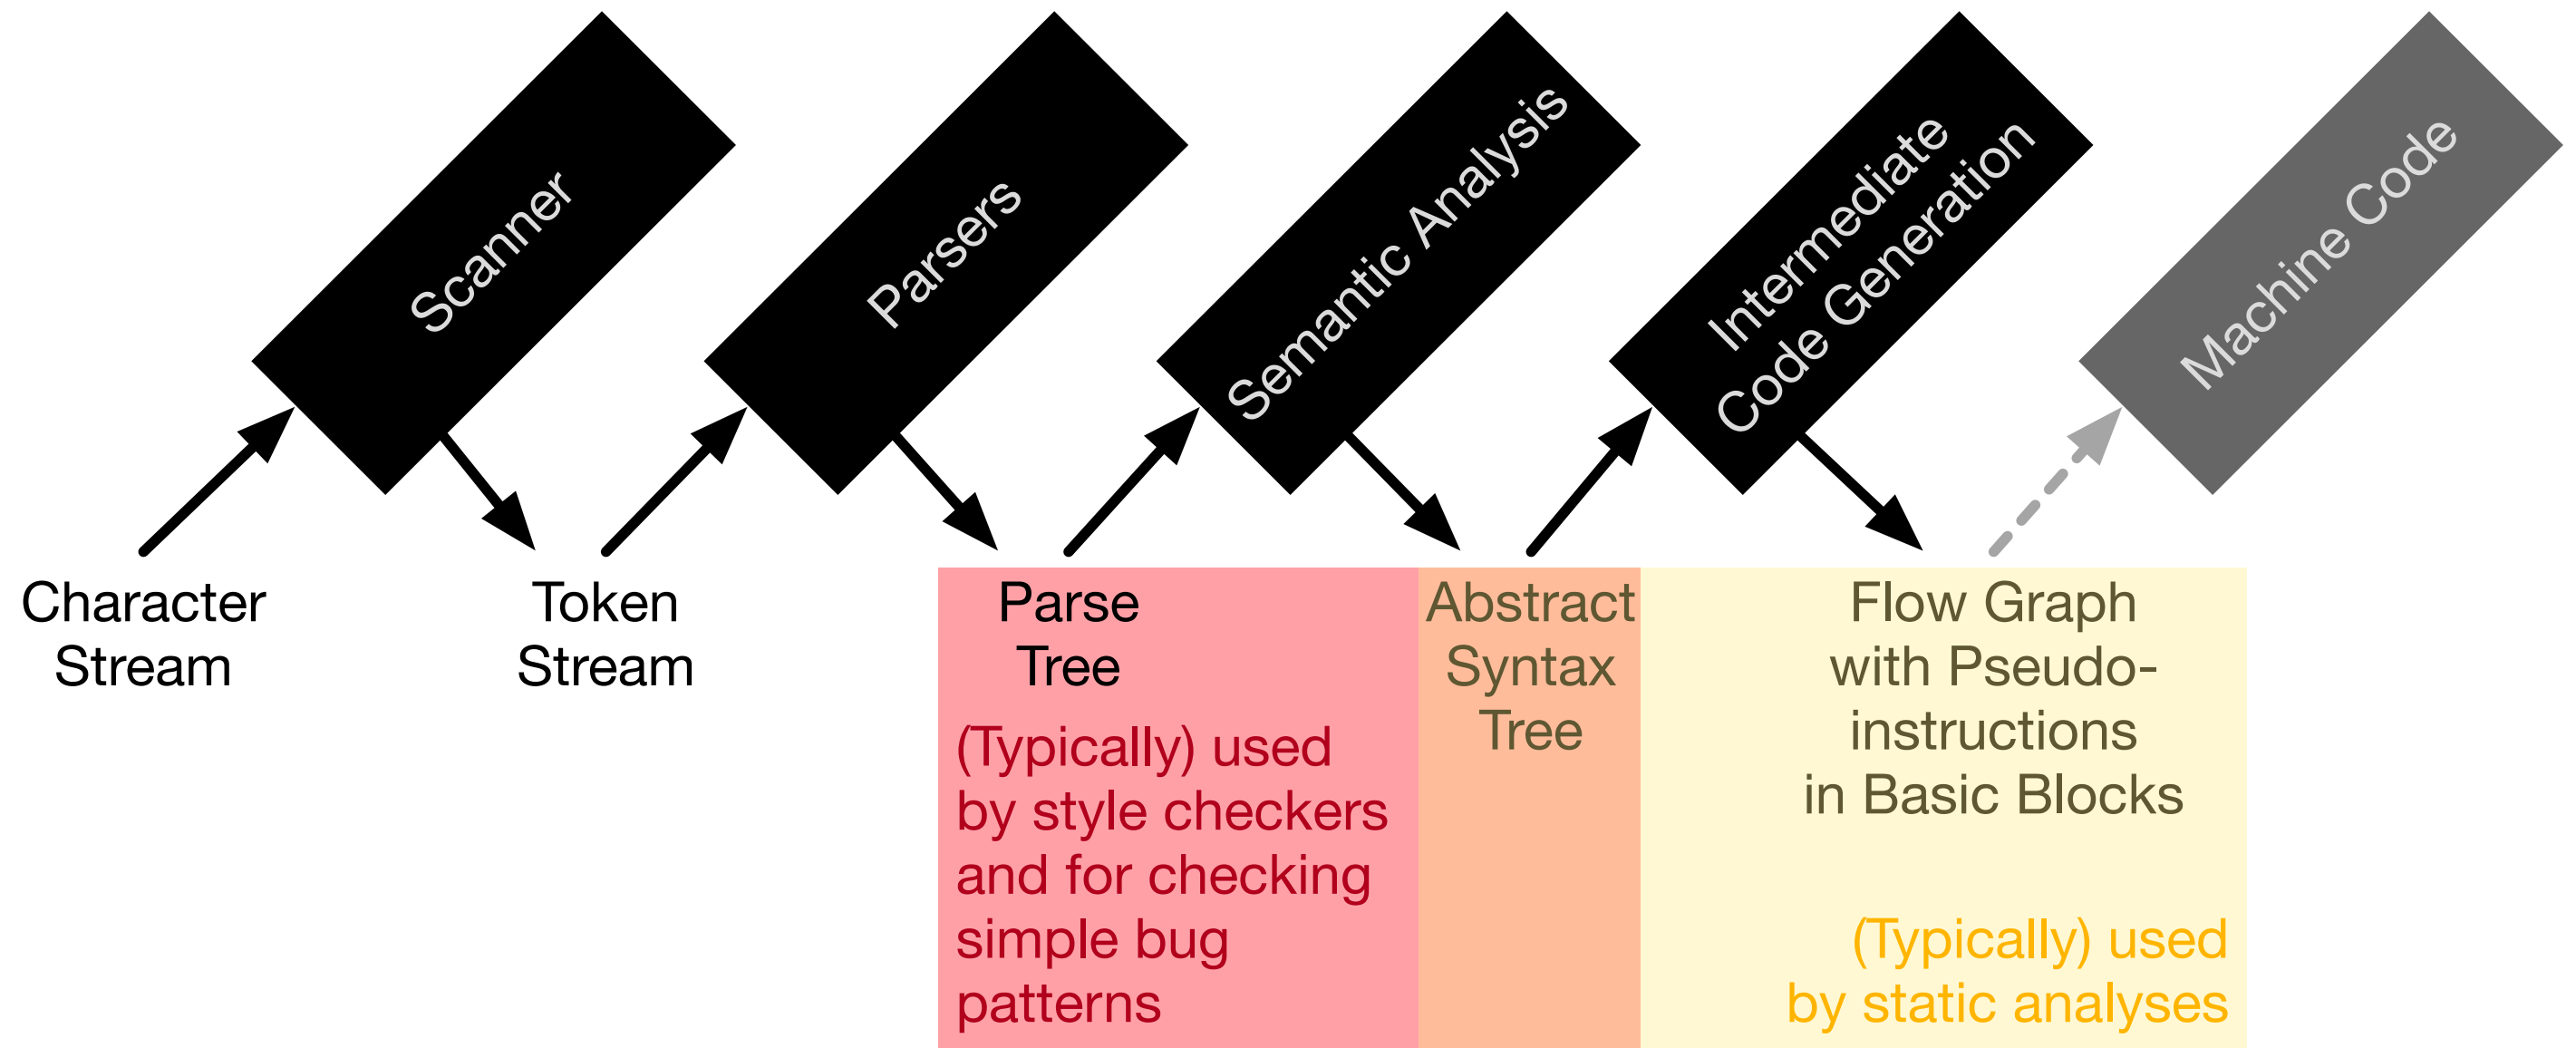 Scanner
Parsers
Semantic Analysis
Intermediate
Code Generation
Machine Code
Character
Stream
Token
Stream
Parse
Tree
(Typically) used
by style checkers
and for checking
simple bug
patterns
Abstract
Syntax
Tree
Flow Graph
with Pseudo-
instructions
in Basic Blocks
(Typically) used
by static analyses